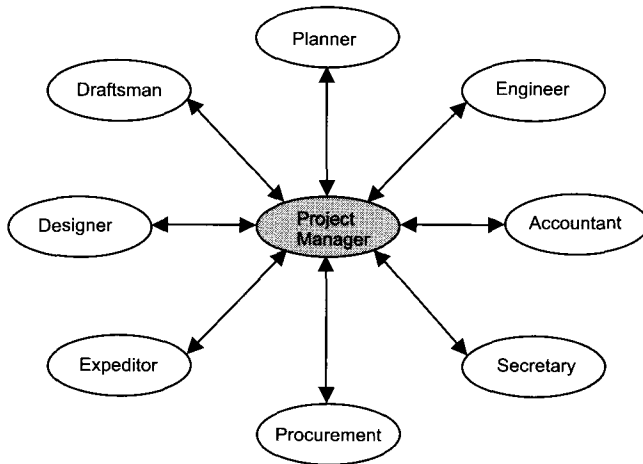 Planner
Draftsman
Engineer
Designer
Project
Manager
Accountant
Expeditor
Secretary
Procurement